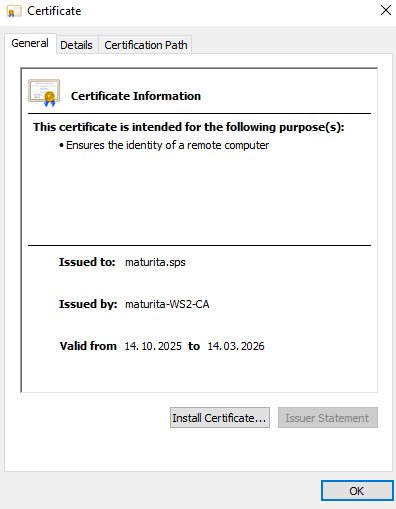 Certificate
General Details Certification Path
Certificate Information
This certificate is intended for the following purpose(s):
• Ensures the identity of a remote computer
Issued to: maturita.sps
Issued by: maturita-WS2-CA
Valid from 14. 10. 2025 to 14. 03. 2026
Install Certificate... Issuer Statement
OK